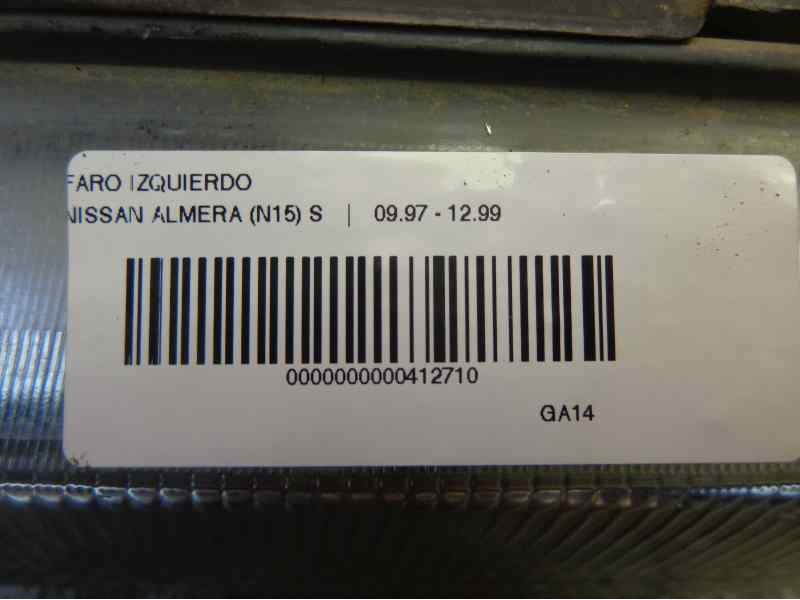 FARO IZQUIERDO
NISSAN ALMERA (N15) S | 09.97 - 12.99
0000000000412710
GA14